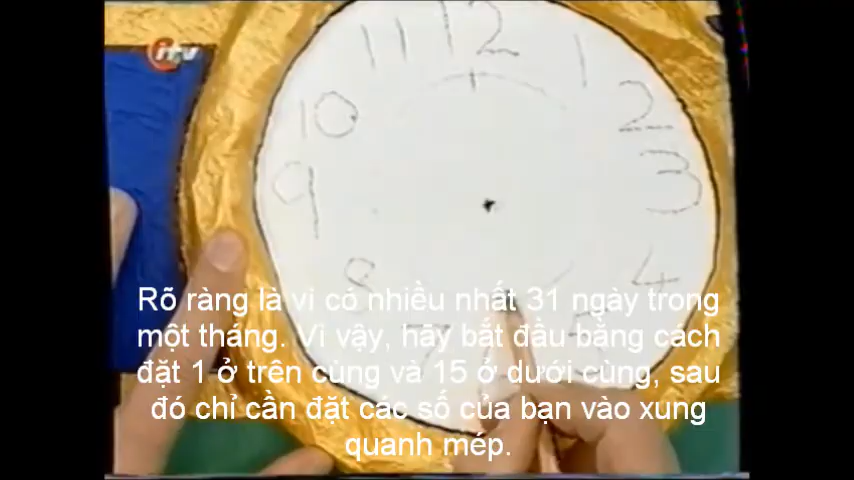 itv
11 12 1
10 2
9 3
8 4
7 5
Rõ ràng là vì có nhiều nhất 31 ngày trong
một tháng. Vì vậy, hãy bắt đầu bằng cách
đặt 1 ở trên cùng và 15 ở dưới cùng, sau
đó chỉ cần đặt các số của bạn vào xung
quanh mép.